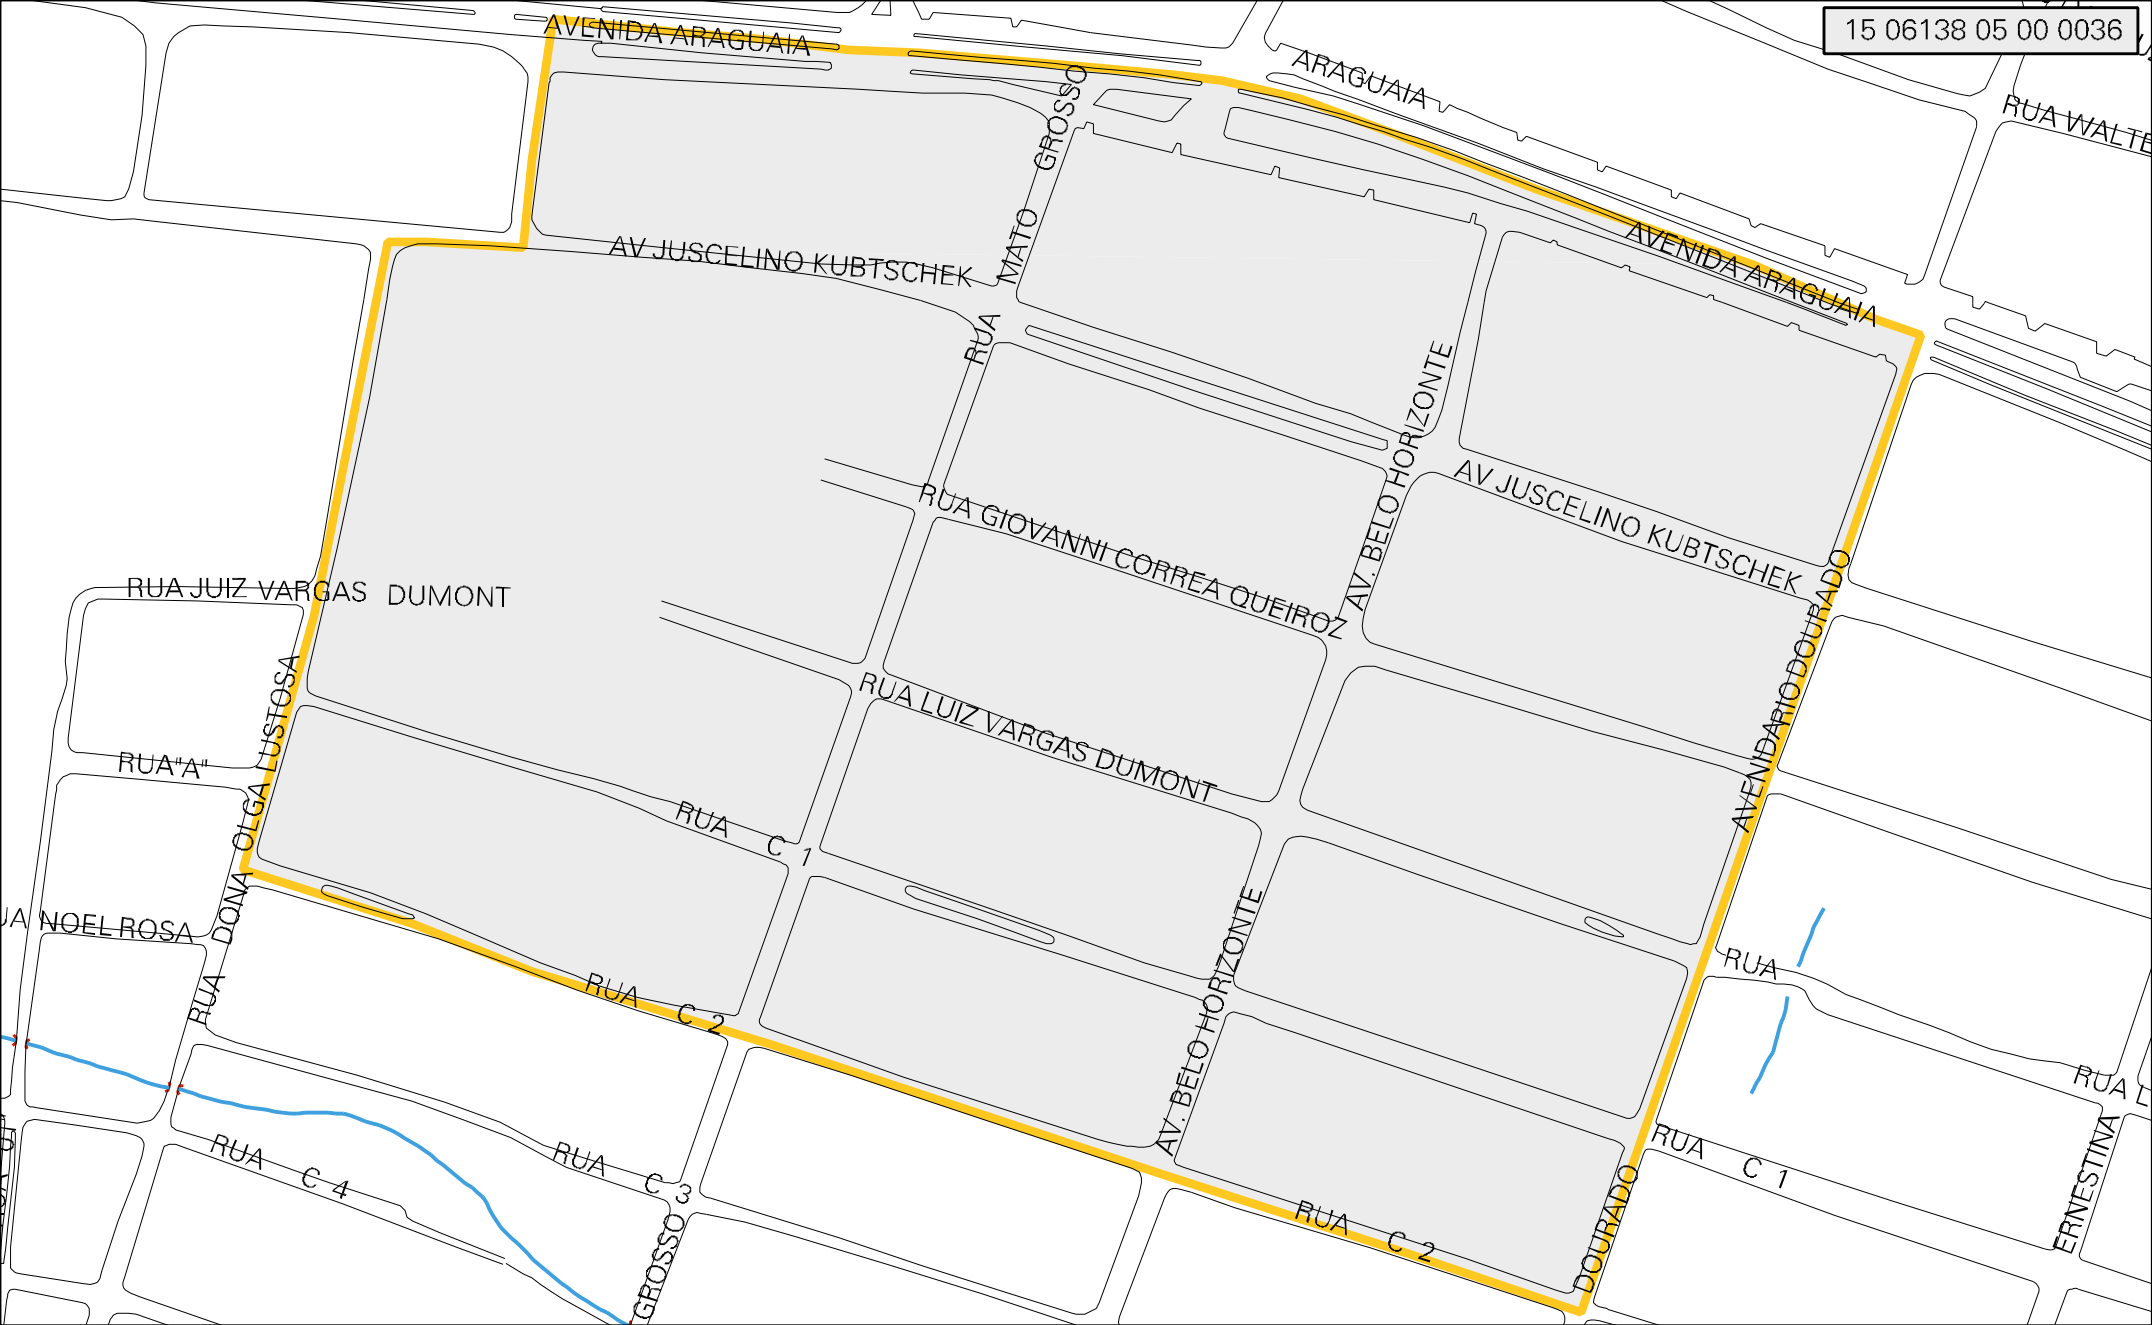 15 06138 05 00 0036
AVENIDA ARAGUAIA
ARAGUAIA
RUA WALTE
RUA MATO GROSSO
AV JUSCELINO KUBTSCHEK
AVENIDA ARAGUAIA
AV. BELO HORIZONTE
AV JUSCELINO KUBTSCHEK
RUA GIOVANNI CORREA QUEIROZ
RUA JUIZ VARGAS DUMONT
AVENIDA RIO DOURADO
RUA DONA OLGA LUSTOSA
RUA LUIZ VARGAS DUMONT
RUA "A"
RUA C 1
UA NOEL ROSA
AV. BELO HORIZONTE
RUA
RUA C 2
RUA L
RUA C 1
ERNESTINA
RUA C 4
RUA C 3
GROSSO
RUA C 2
DOURADO